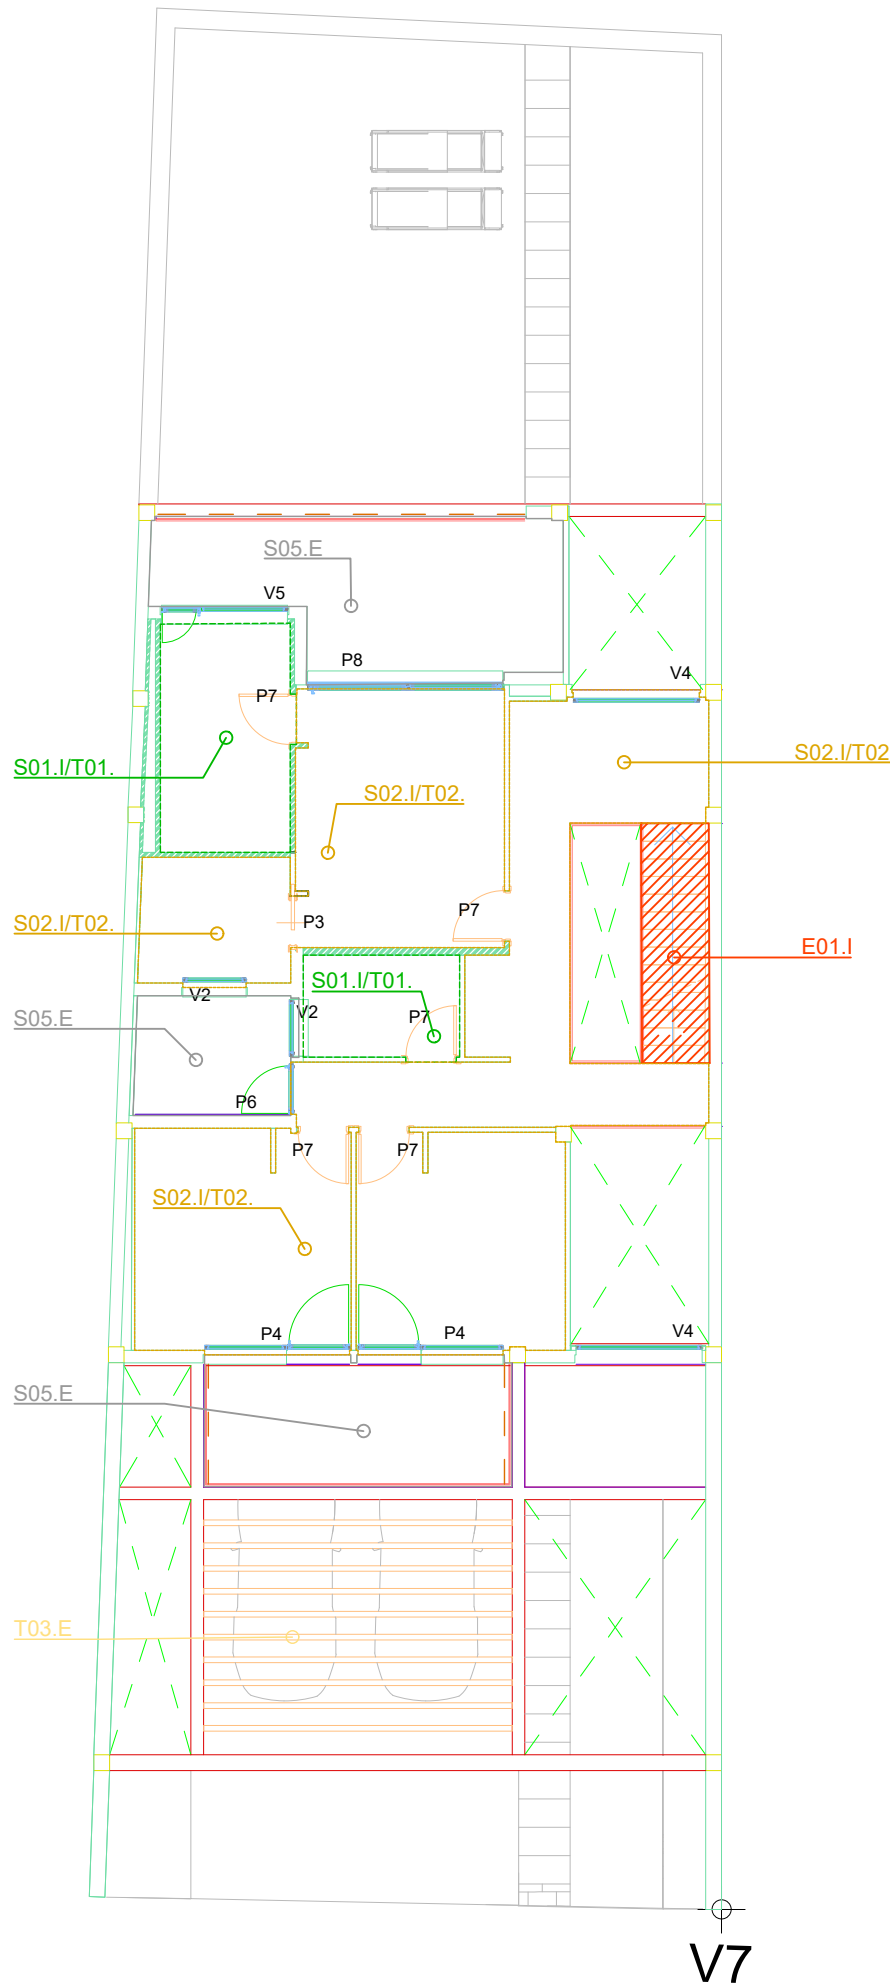 S05.E
V5
P8
V4
P7
S02.I/T02
S01.I/T01.
S02.I/T02.
P7
P3
S02.I/T02.
E01.I
S01.I/T01.
V2
V2
P7
S05.E
P6
P7
P7
S02.I/T02.
P4
P4
V4
S05.E
T03.E
V7